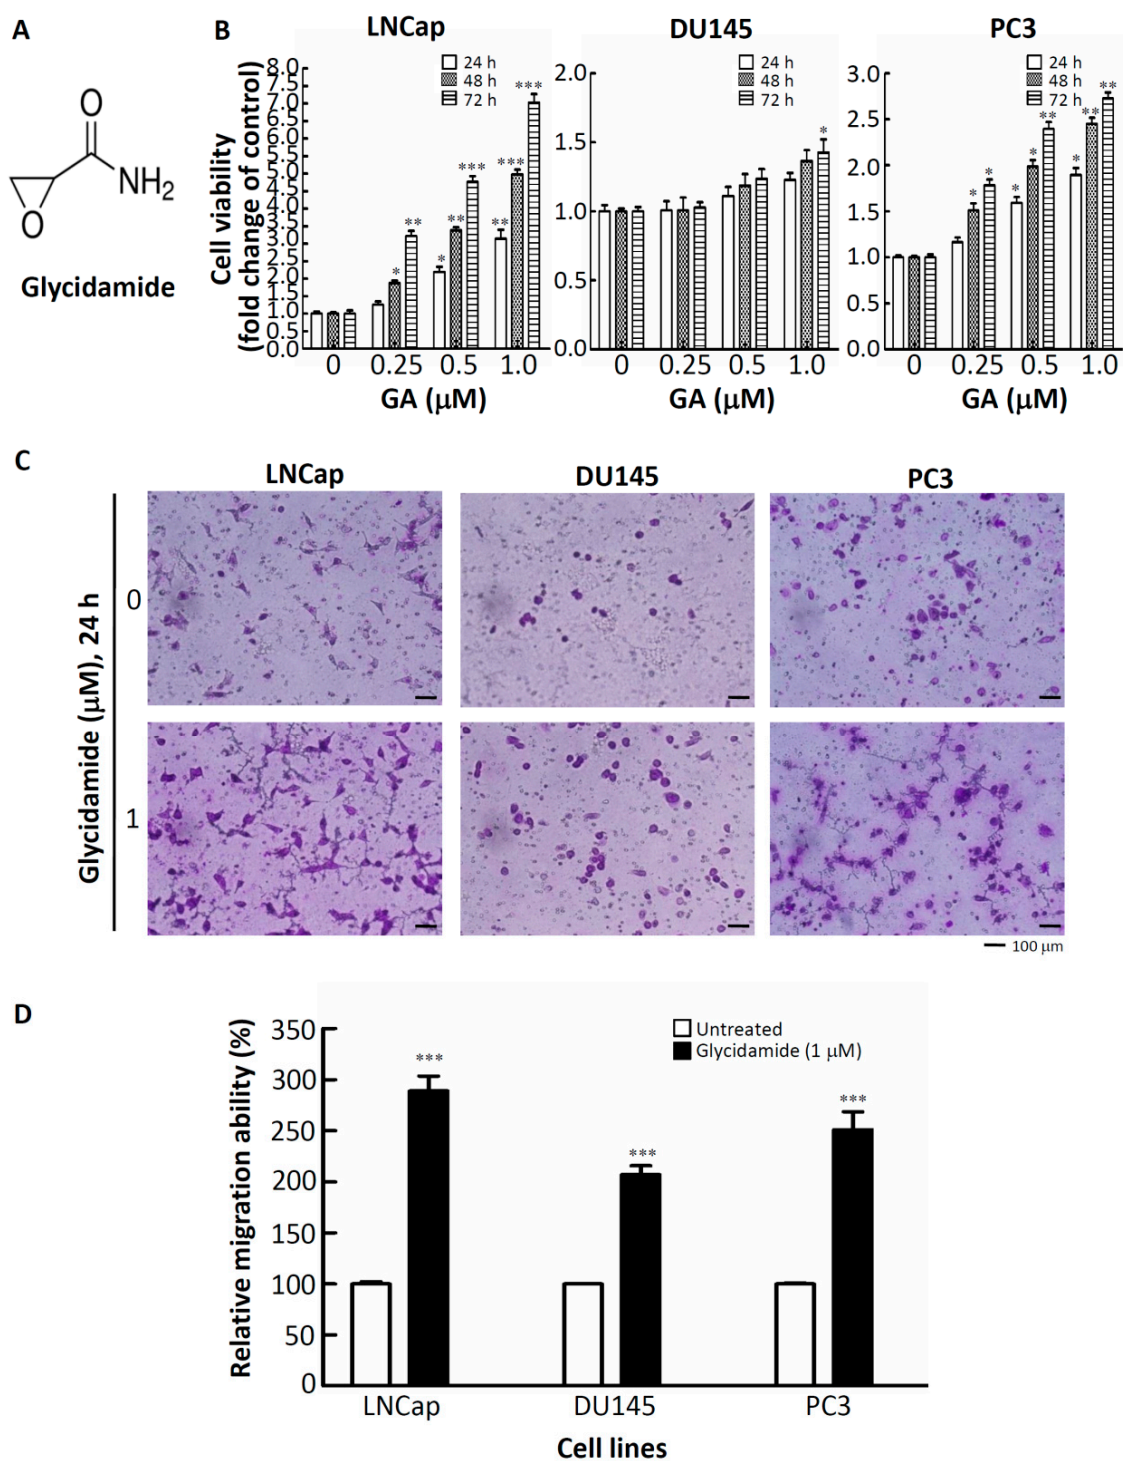 A
O
NH2
O
Glycidamide
B
LNCap
DU145
PC3
Cell viability
(fold change of control)
8.0
7.5
7.0
6.5
6.0
5.5
5.0
4.5
4.0
3.5
3.0
2.5
2.0
1.5
1.0
0.5
0.0
24 h
48 h
72 h
* ** * ** *** ** *** ***
0 0.25 0.5 1.0
GA (μM)
2.0
1.5
1.0
0.5
0.0
24 h
48 h
72 h
*
0 0.25 0.5 1.0
GA (μM)
3.0
2.5
2.0
1.5
1.0
0.5
0.0
24 h
48 h
72 h
* * * * ** * ** **
0 0.25 0.5 1.0
GA (μM)
C
LNCap DU145 PC3
Glycidamide (μM), 24 h
0
1
100 μm
D
Relative migration ability (%)
350
300
250
200
150
100
50
0
Untreated
Glycidamide (1 μM)
*** *** ***
LNCap DU145 PC3
Cell lines